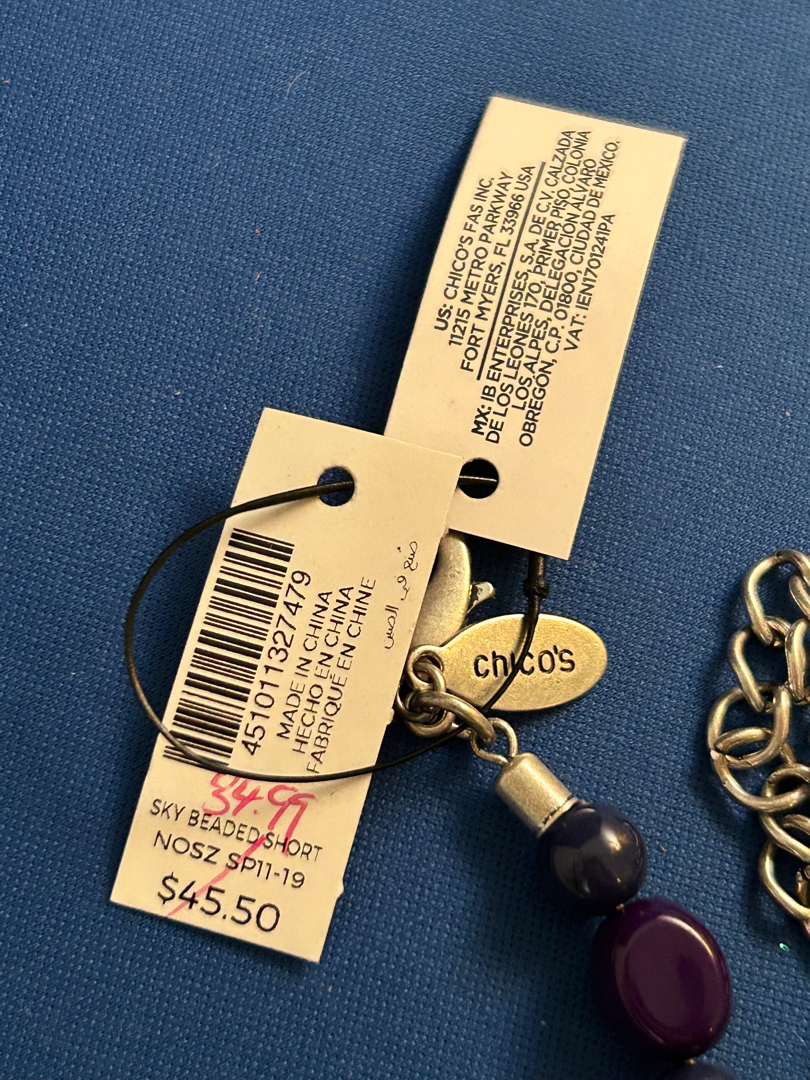 US: CHICO'S FAS INC.
11215 METRO PARKWAY
FORT MYERS, FL 33966 USA
MX: IB ENTERPRISES, S.A. DE C.V. CALZADA
DE LOS LEONES 170, PRIMER PISO, COLONIA
LOS ALPES, DELEGACIÓN ALVARO
OBREGÓN, C.P. 01800, CIUDAD DE MEXICO.
VAT: IEN1701241PA
451011327479
MADE IN CHINA
HECHO EN CHINA
FABRIQUÉ EN CHINE
صنع في الصين
34.99
SKY BEADED SHORT
NOSZ SP11-19
$45.50
chico's